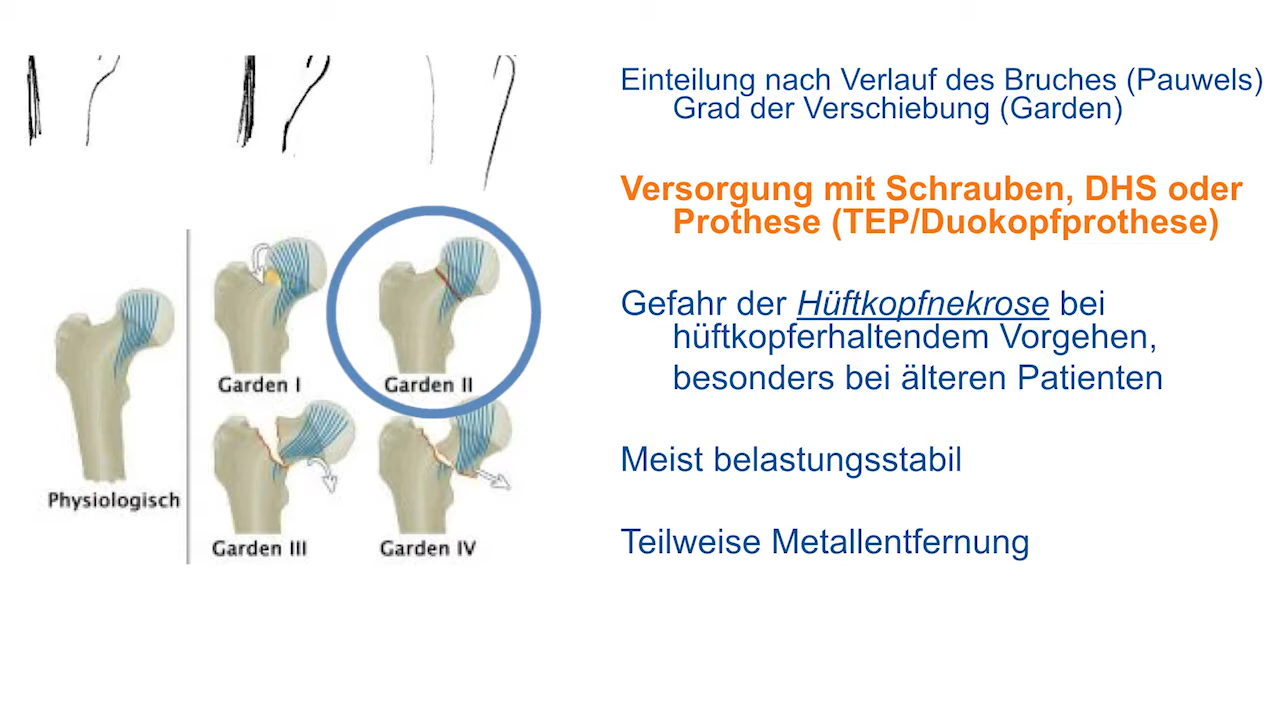 Einteilung nach Verlauf des Bruches (Pauwels)
Grad der Verschiebung (Garden)
Versorgung mit Schrauben, DHS oder
Prothese (TEP/Duokopfprothese)
Gefahr der Hüftkopfnekrose bei
hüftkopferhaltendem Vorgehen,
besonders bei älteren Patienten
Meist belastungsstabil
Teilweise Metallentfernung
Physiologisch
Garden I
Garden II
Garden III
Garden IV